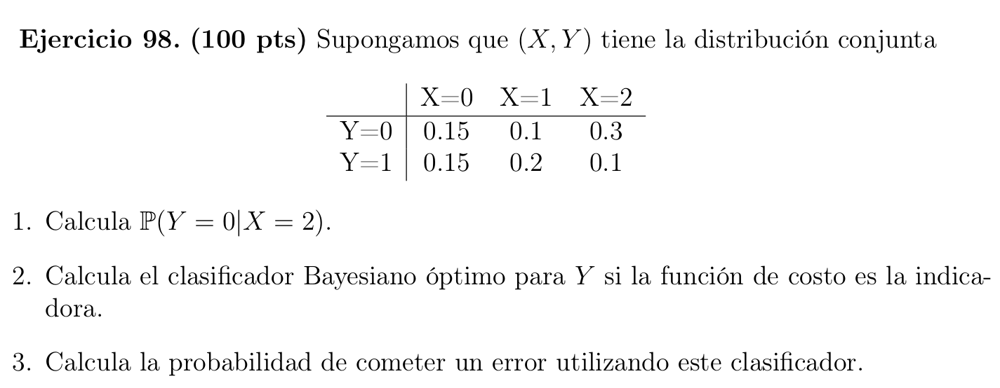 Ejercicio 98. (100 pts) Supongamos que (X, Y) tiene la distribución conjunta
X=0 X=1 X=2
Y=0 0.15 0.1 0.3
Y=1 0.15 0.2 0.1
1. Calcula ℙ(Y = 0|X = 2).
2. Calcula el clasificador Bayesiano óptimo para Y si la función de costo es la indica-
dora.
3. Calcula la probabilidad de cometer un error utilizando este clasificador.